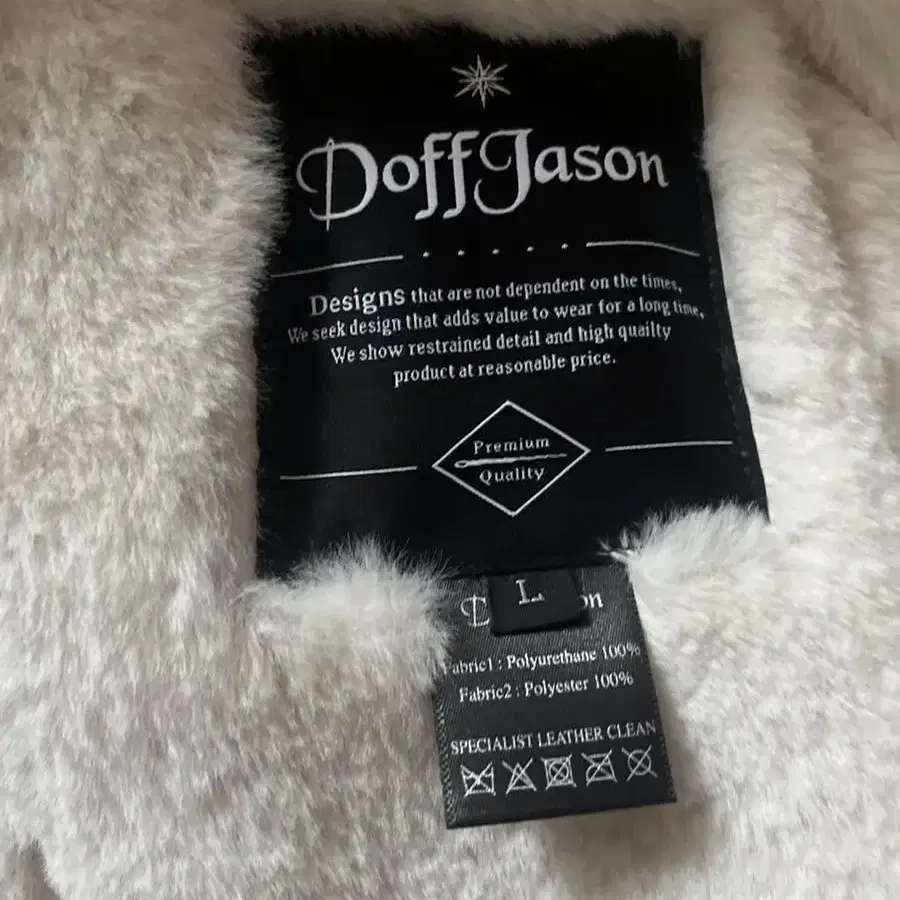 Doff Jason
Designs that are not dependent on the times,
We seek design that adds value to wear for a long time.
We show restrained detail and high quailty
product at reasonable price.
Premium
Quality
L
Fabric1 : Polyurethane 100%
Fabric2 : Polyester 100%
SPECIALIST LEATHER CLEAN